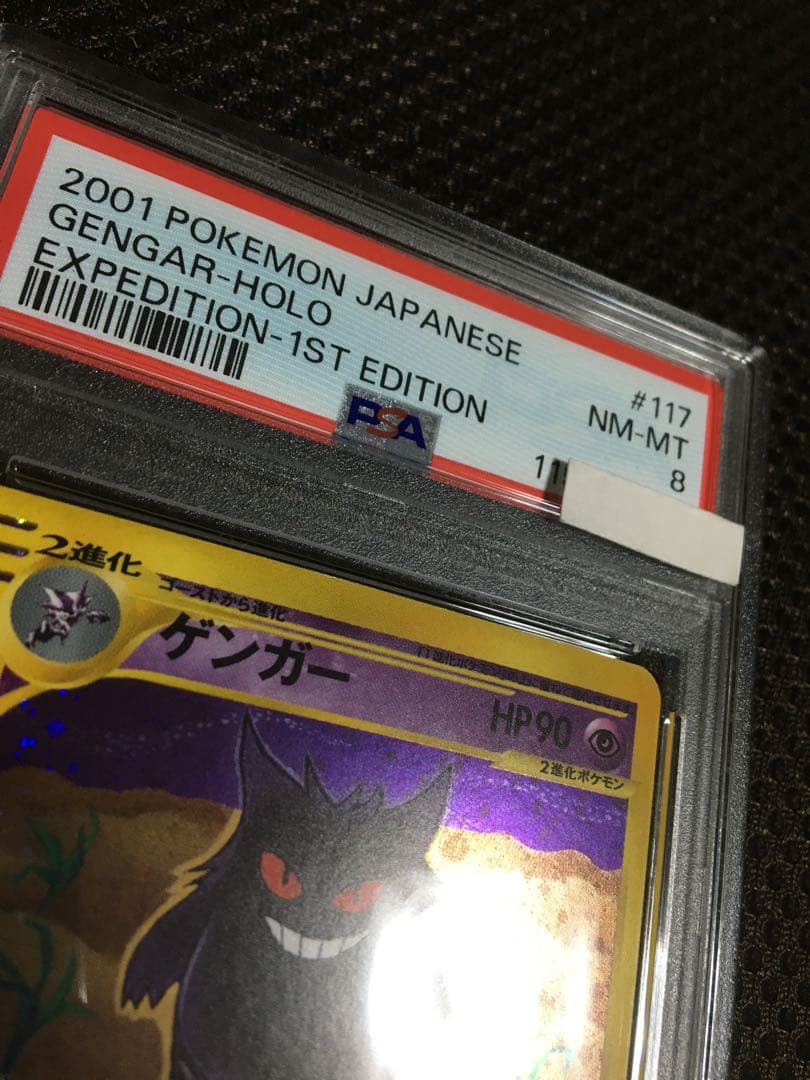 2001 POKEMON JAPANESE
GENGAR-HOLO
EXPEDITION-1ST EDITION
#117
NM-MT
8
PSA
11
2進化
ゴーストから進化
ゲンガー
HP90
2進化ポケモン